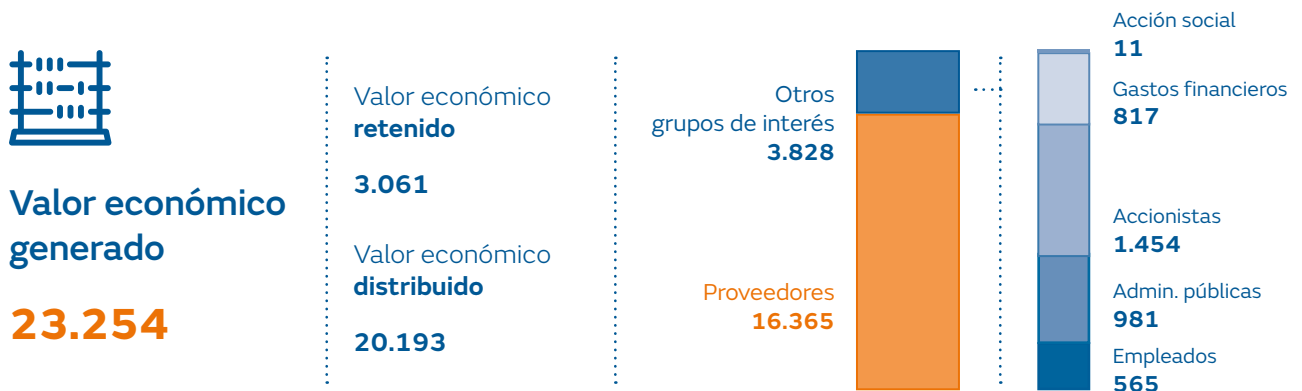 Valor económico
generado
23.254
Valor económico
retenido
3.061
Valor económico
distribuido
20.193
Otros
grupos de interés
3.828
Proveedores
16.365
Acción social
11
Gastos financieros
817
Accionistas
1.454
Admin. públicas
981
Empleados
565